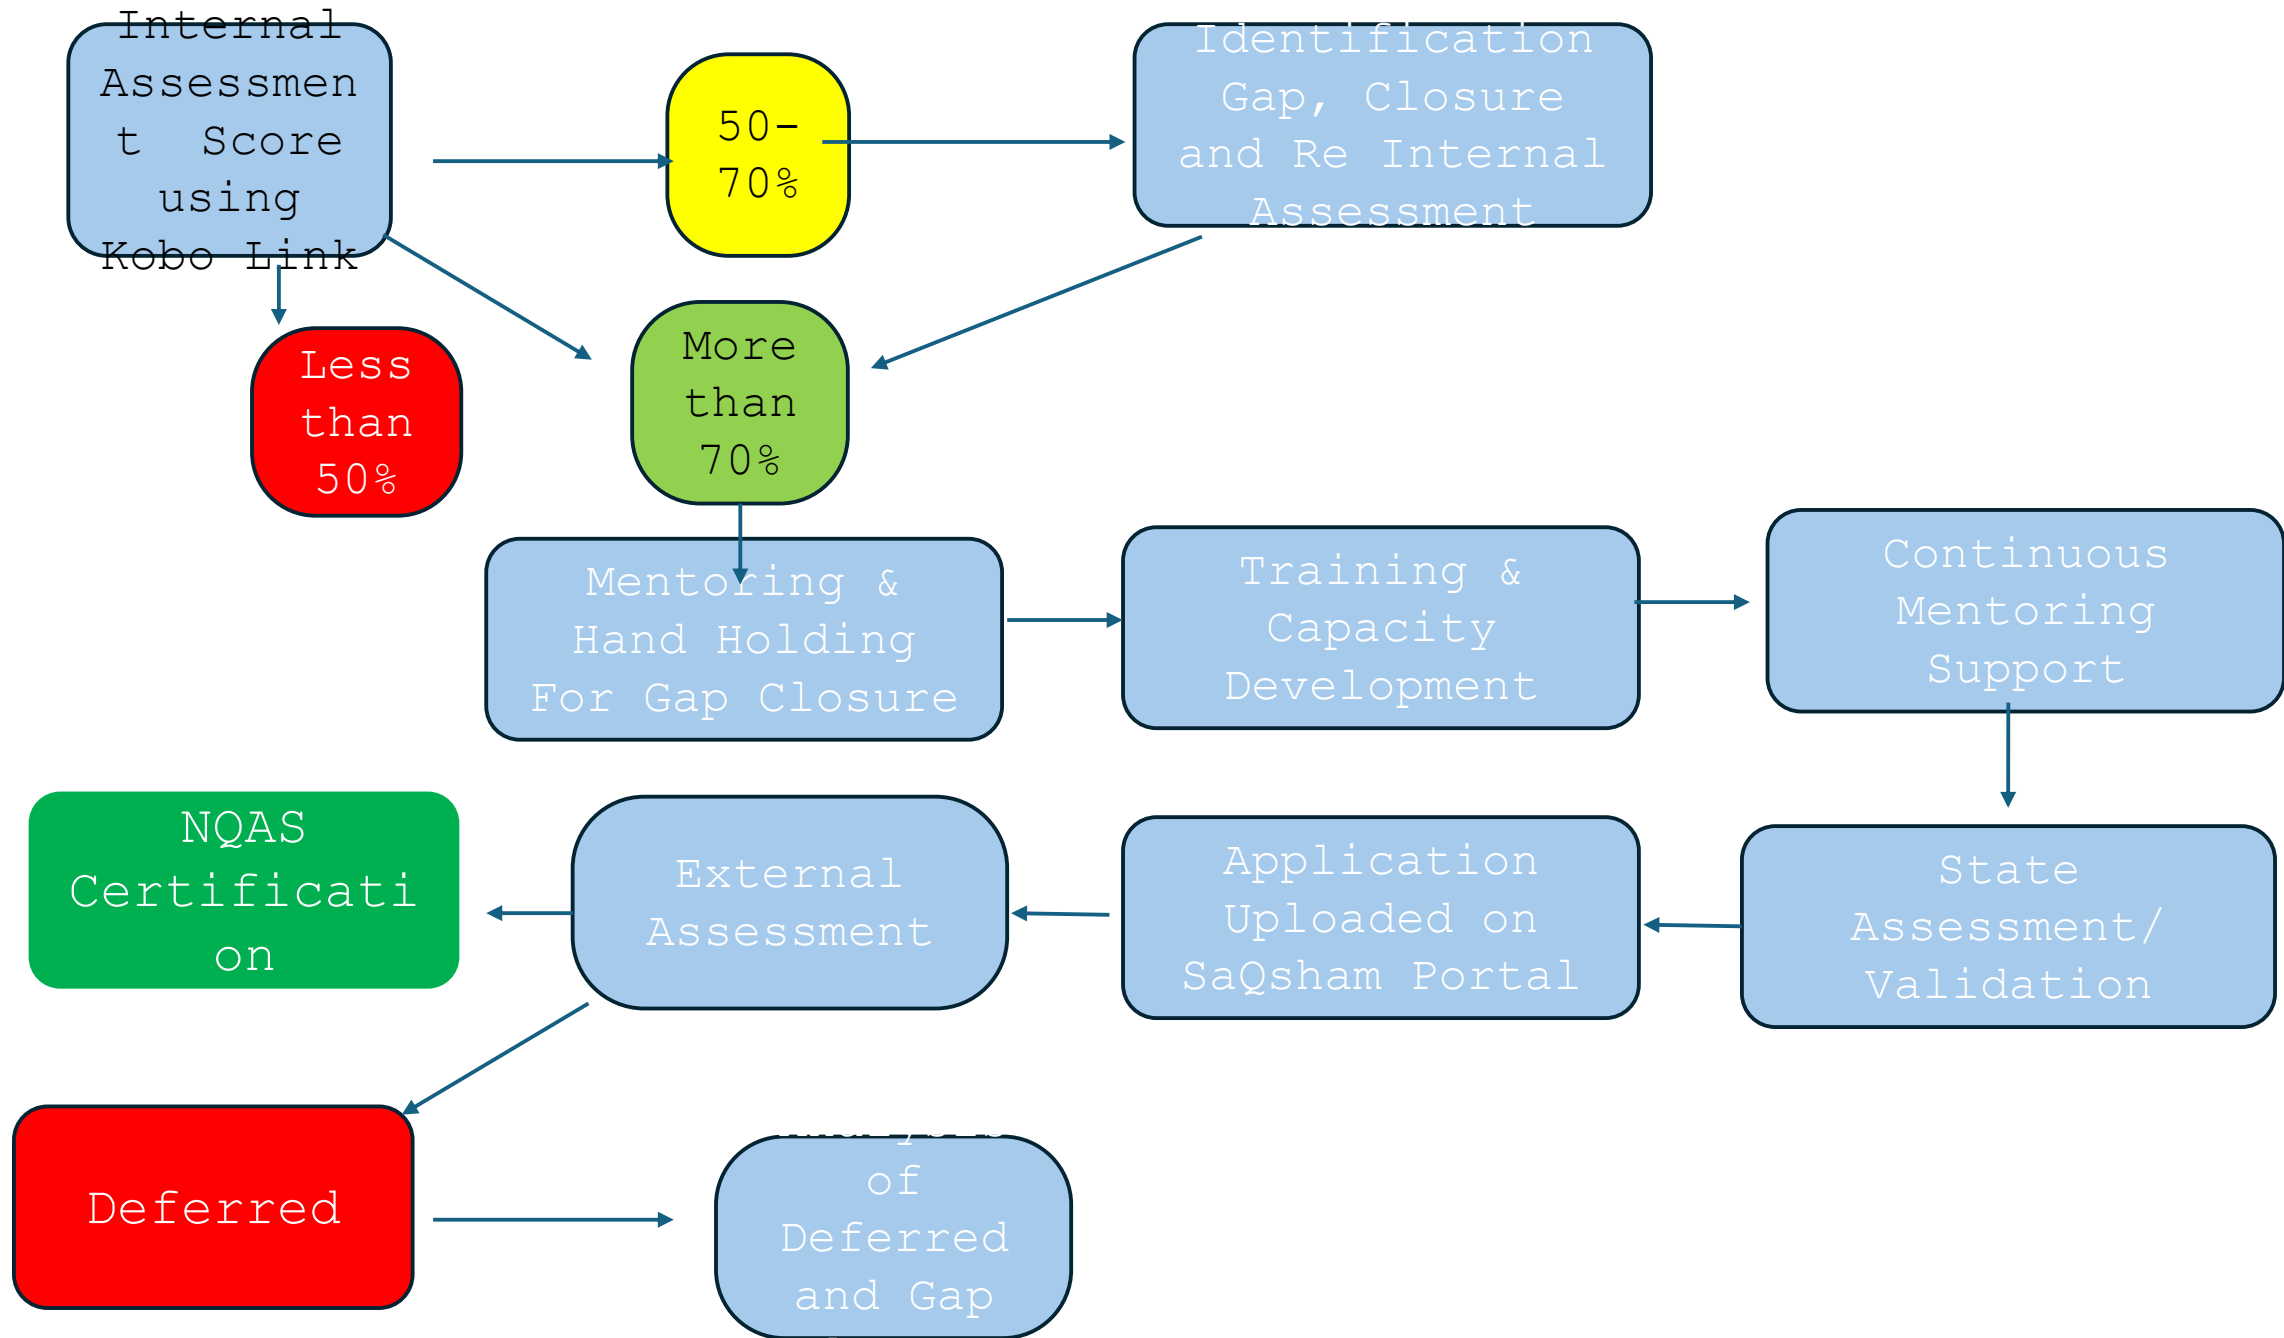 Internal
Assessmen
t Score
using
Kobo Link
50-
70%
Identification
Gap, Closure
and Re Internal
Assessment
Less
than
50%
More
than
70%
Mentoring &
Hand Holding
For Gap Closure
Training &
Capacity
Development
Continuous
Mentoring
Support
NQAS
Certificati
on
External
Assessment
Application
Uploaded on
SaQsham Portal
State
Assessment/
Validation
Deferred
Analysis
of
Deferred
and Gap